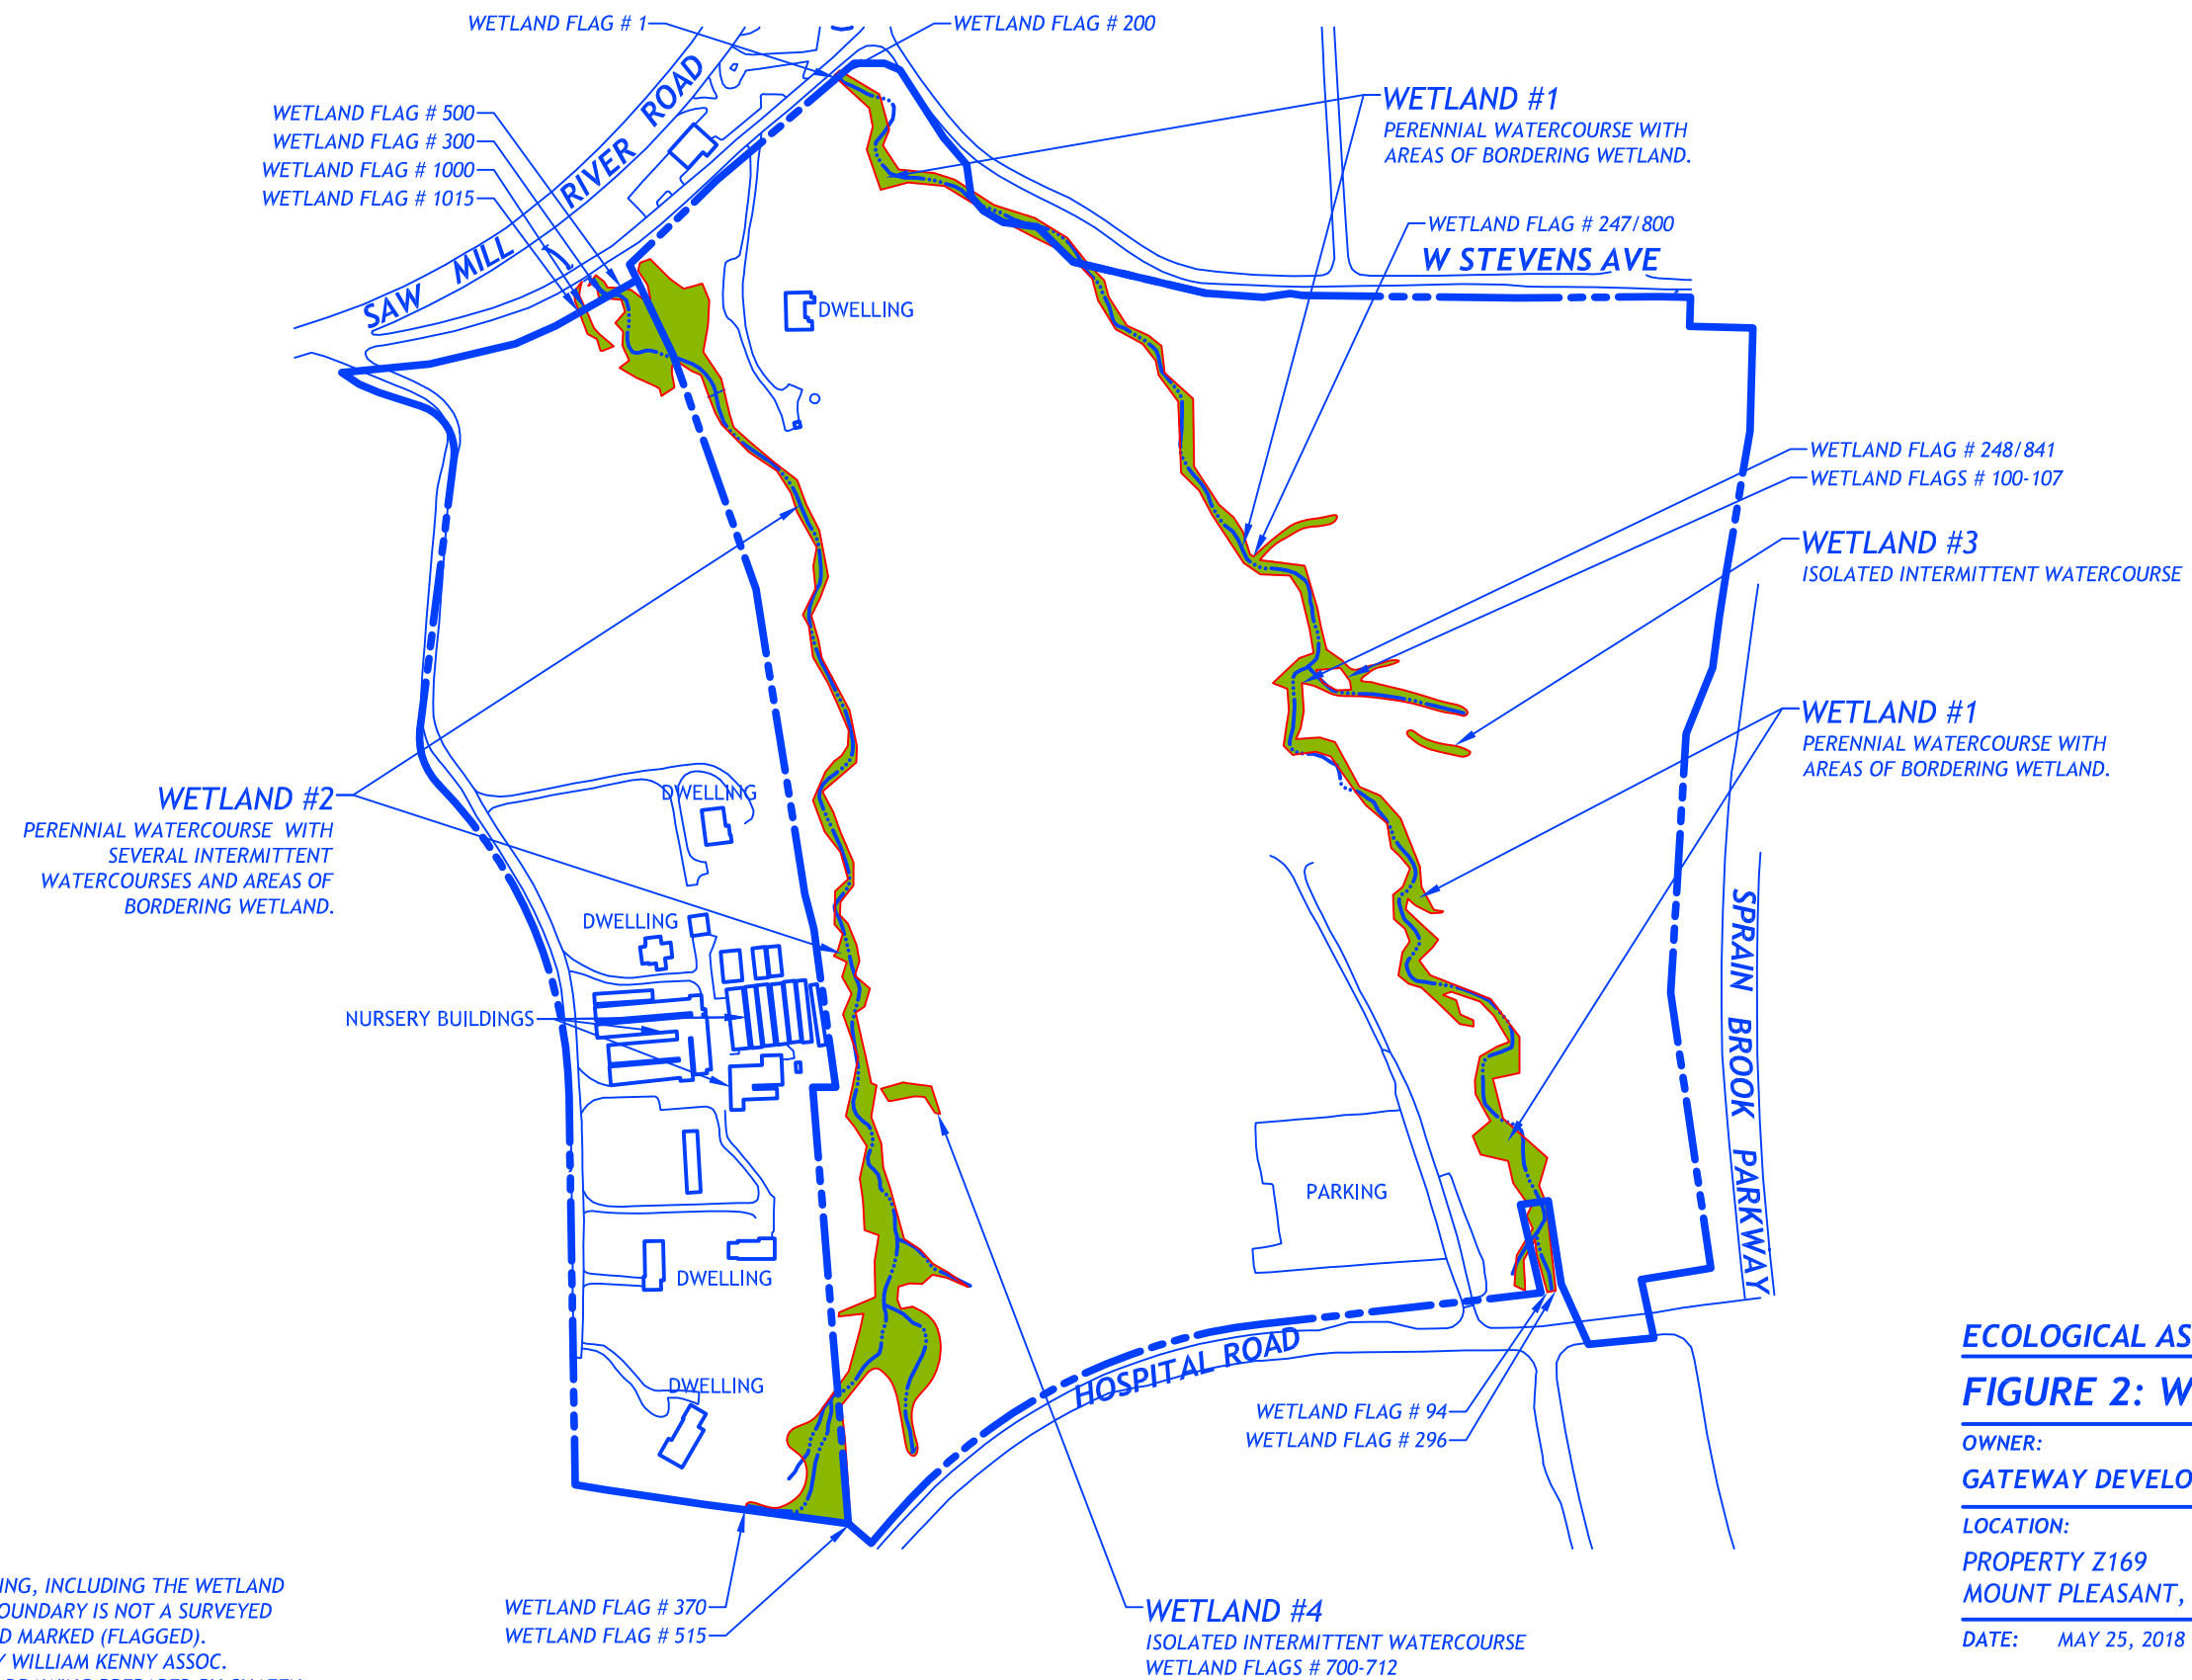 WETLAND FLAG # 1
WETLAND FLAG # 200
WETLAND FLAG # 500
WETLAND FLAG # 300
WETLAND FLAG # 1000
WETLAND FLAG # 1015
SAW MILL RIVER ROAD
WETLAND #1
PERENNIAL WATERCOURSE WITH
AREAS OF BORDERING WETLAND.
WETLAND FLAG # 247/800
W STEVENS AVE
DWELLING
WETLAND FLAG # 248/841
WETLAND FLAGS # 100-107
WETLAND #3
ISOLATED INTERMITTENT WATERCOURSE
WETLAND #1
PERENNIAL WATERCOURSE WITH
AREAS OF BORDERING WETLAND.
WETLAND #2
PERENNIAL WATERCOURSE WITH
SEVERAL INTERMITTENT
WATERCOURSES AND AREAS OF
BORDERING WETLAND.
DWELLING
DWELLING
NURSERY BUILDINGS
SPRAIN BROOK PARKWAY
PARKING
DWELLING
DWELLING
HOSPITAL ROAD
WETLAND FLAG # 94
WETLAND FLAG # 296
WETLAND FLAG # 370
WETLAND FLAG # 515
WETLAND #4
ISOLATED INTERMITTENT WATERCOURSE
WETLAND FLAGS # 700-712
ING, INCLUDING THE WETLAND
OUNDARY IS NOT A SURVEYED
D MARKED (FLAGGED).
Y WILLIAM KENNY ASSOC.
ECOLOGICAL AS
FIGURE 2: W
OWNER:
GATEWAY DEVELO
LOCATION:
PROPERTY Z169
MOUNT PLEASANT,
DATE: MAY 25, 2018